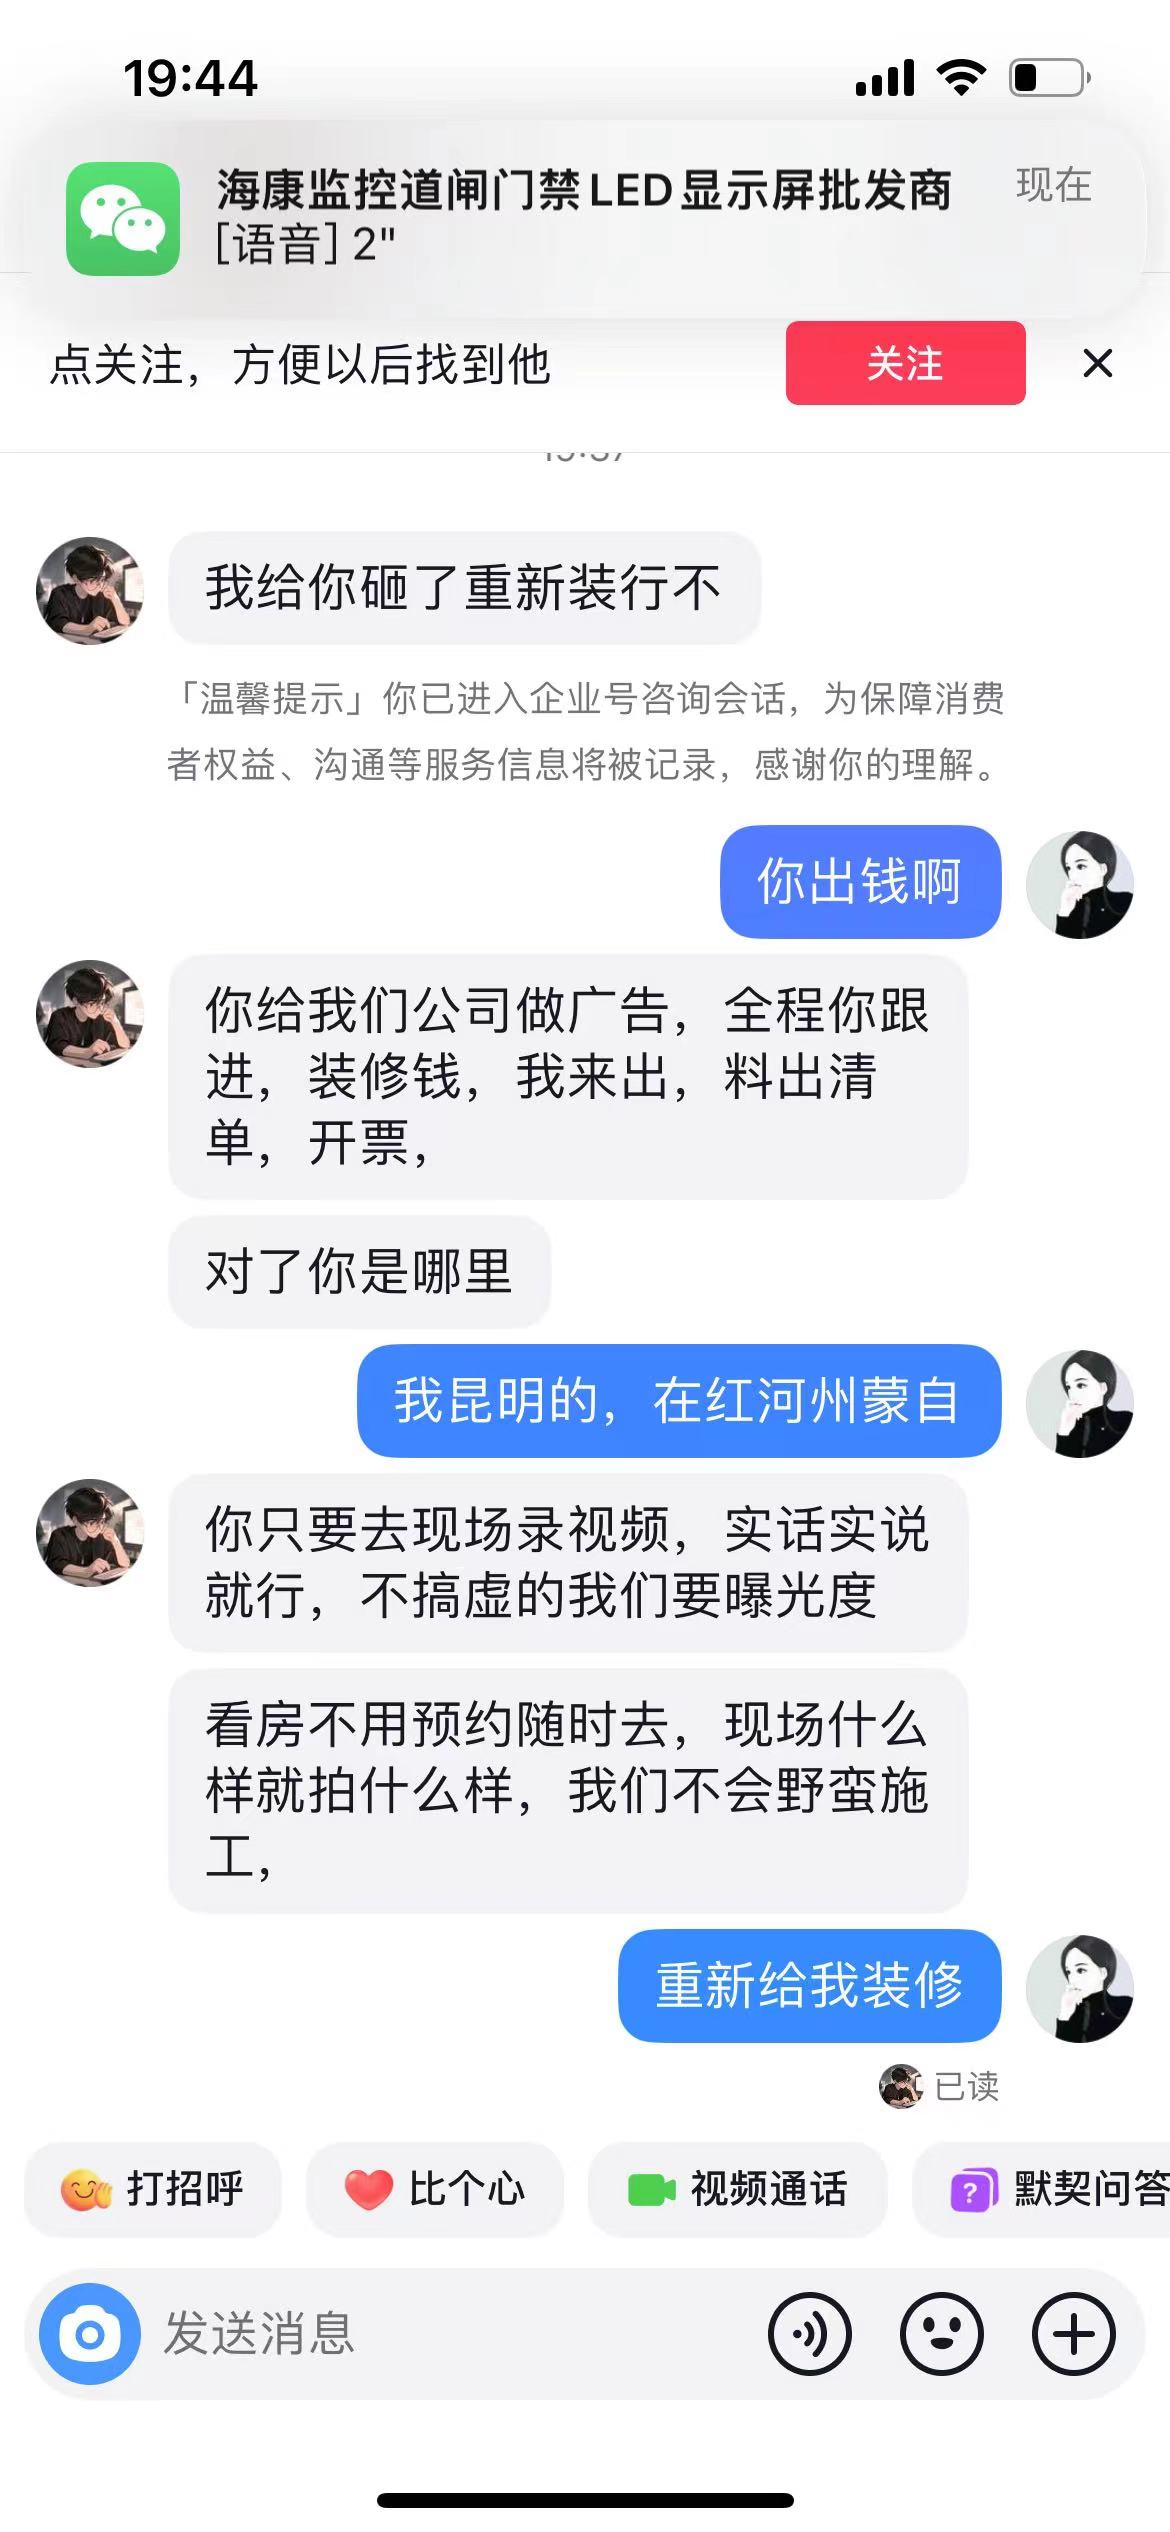 19:44
海康监控道闸门禁LED显示屏批发商
现在
[语音] 2"
点关注，方便以后找到他
关注
我给你砸了重新装行不
「温馨提示」你已进入企业号咨询会话，为保障消费
者权益、沟通等服务信息将被记录，感谢你的理解。
你出钱啊
你给我们公司做广告，全程你跟
进，装修钱，我来出，料出清
单，开票，
对了你是哪里
我昆明的，在红河州蒙自
你只要去现场录视频，实话实说
就行，不搞虚的我们要曝光度
看房不用预约随时去，现场什么
样就拍什么样，我们不会野蛮施
工，
重新给我装修
已读
打招呼
比个心
视频通话
默契问答
发送消息